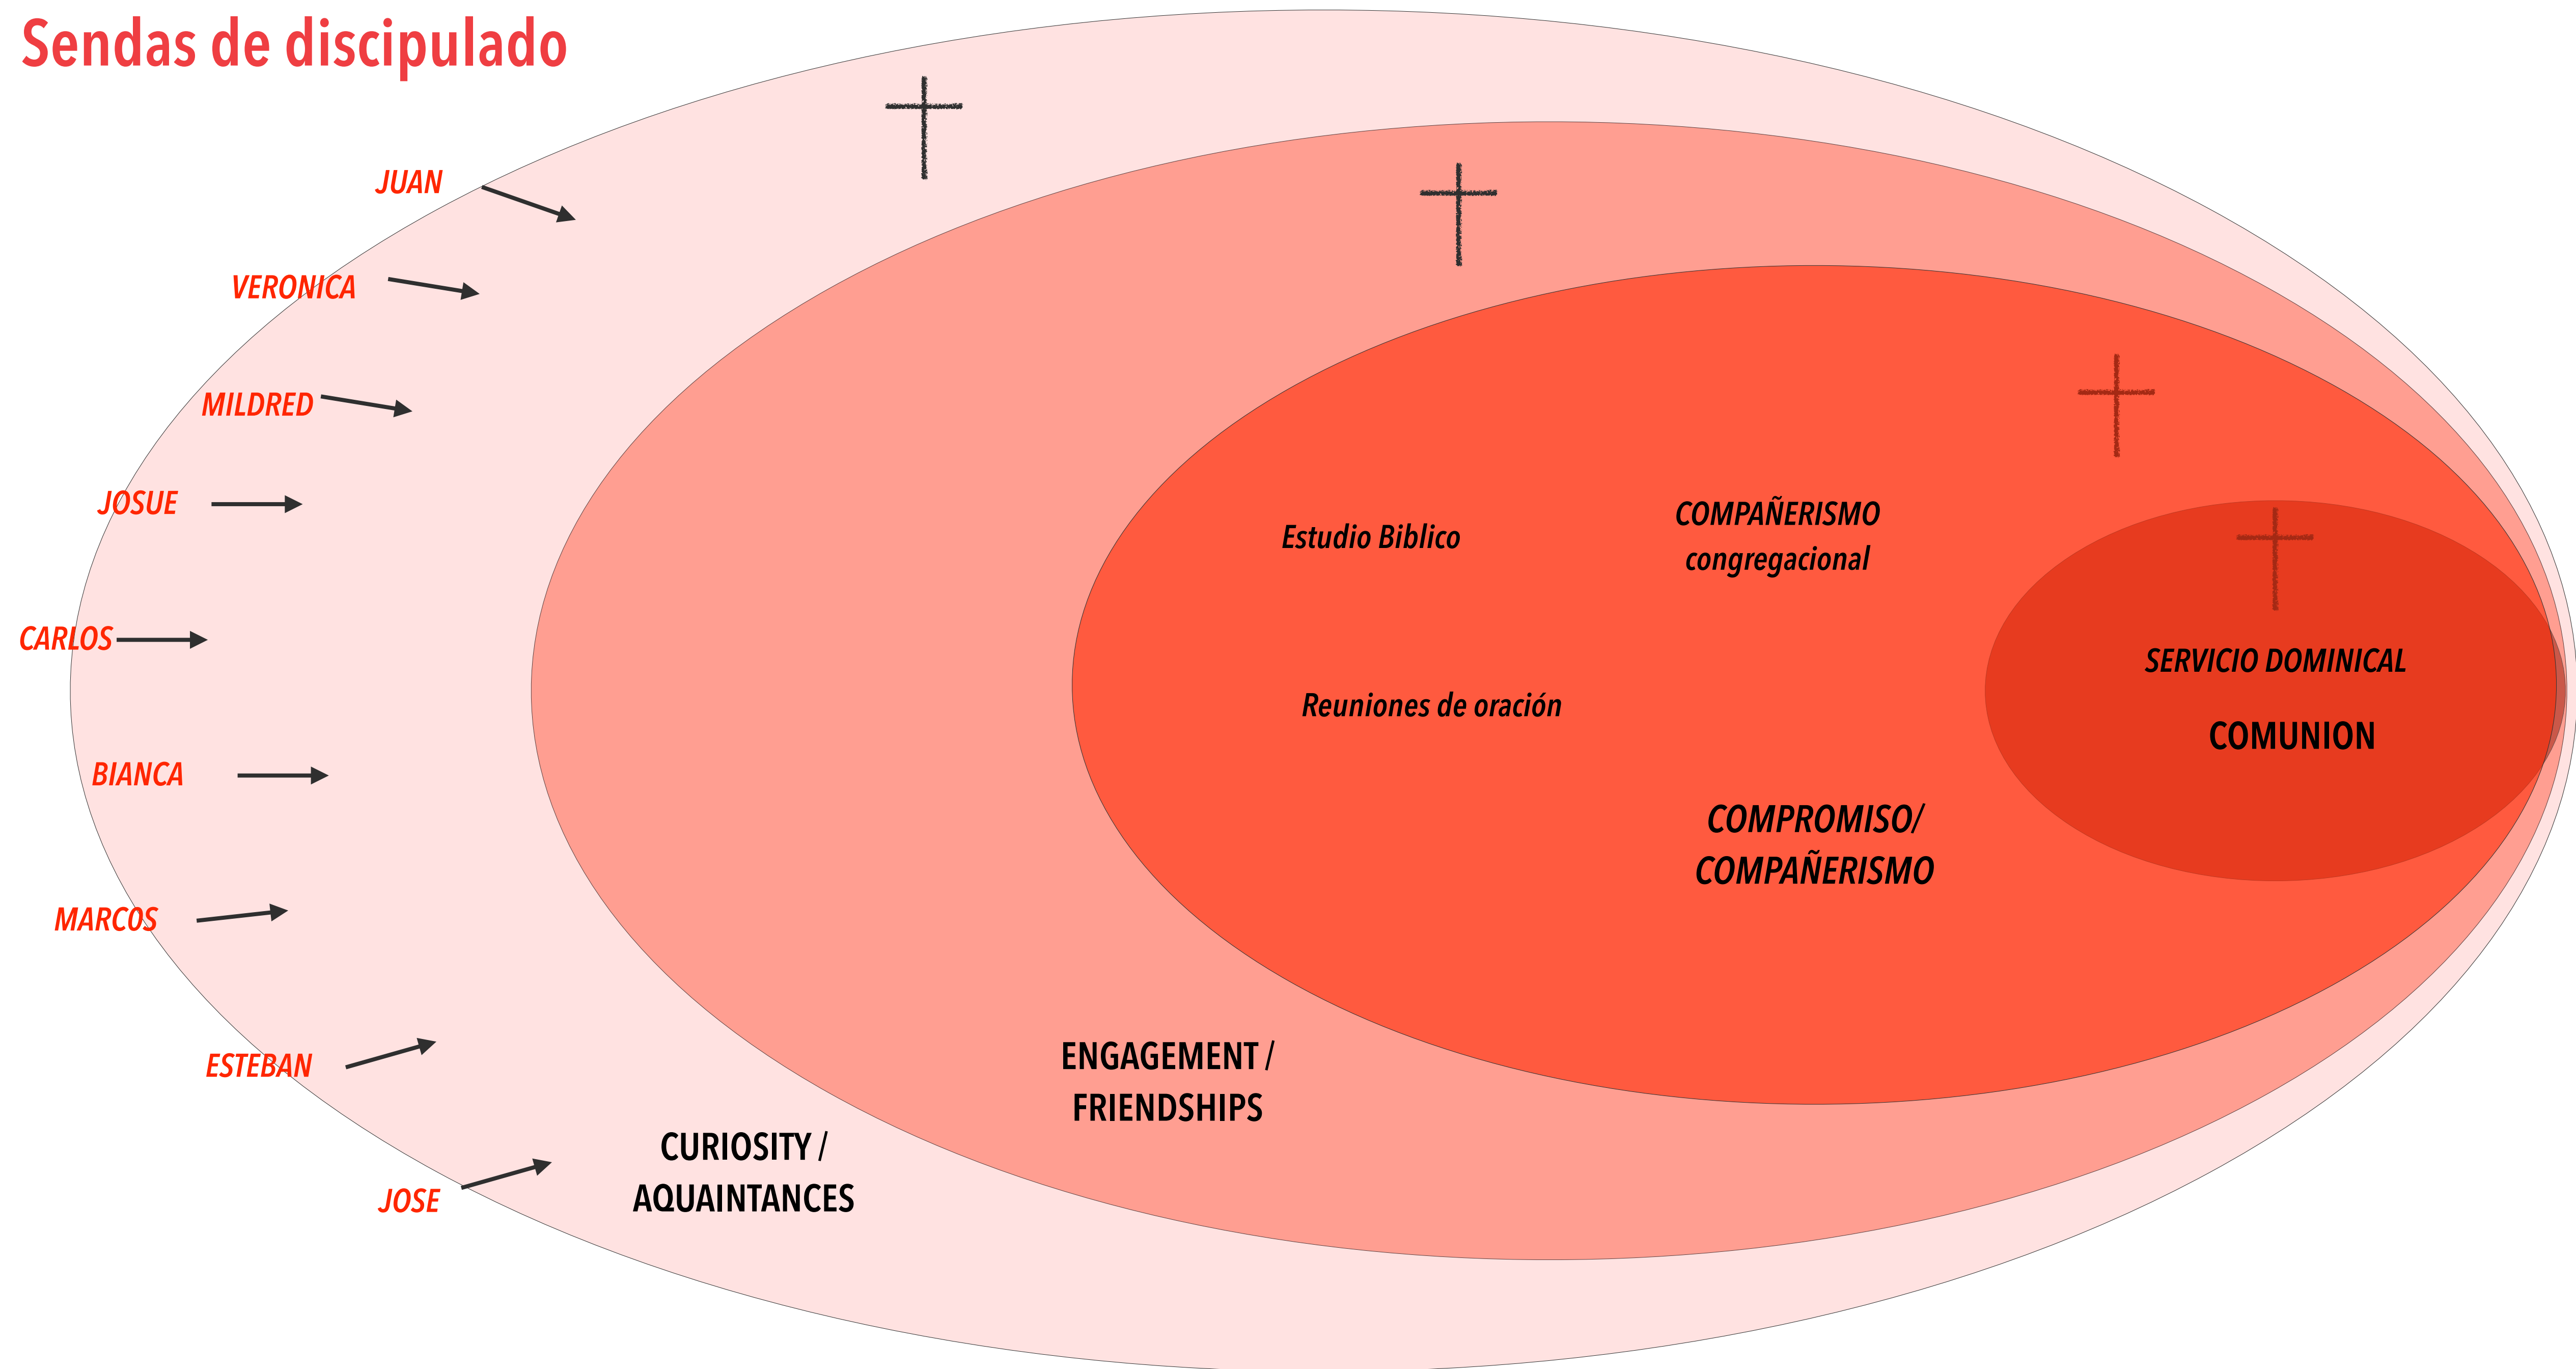 Sendas de discipulado
JUAN
VERONICA
MILDRED
JOSUE
CARLOS
BIANCA
MARCOS
ESTEBAN
JOSE
CURIOSITY /
AQUAINTANCES
ENGAGEMENT /
FRIENDSHIPS
Estudio Biblico
COMPAÑERISMO
congregacional
Reuniones de oración
COMPROMISO/
COMPAÑERISMO
SERVICIO DOMINICAL
COMUNION